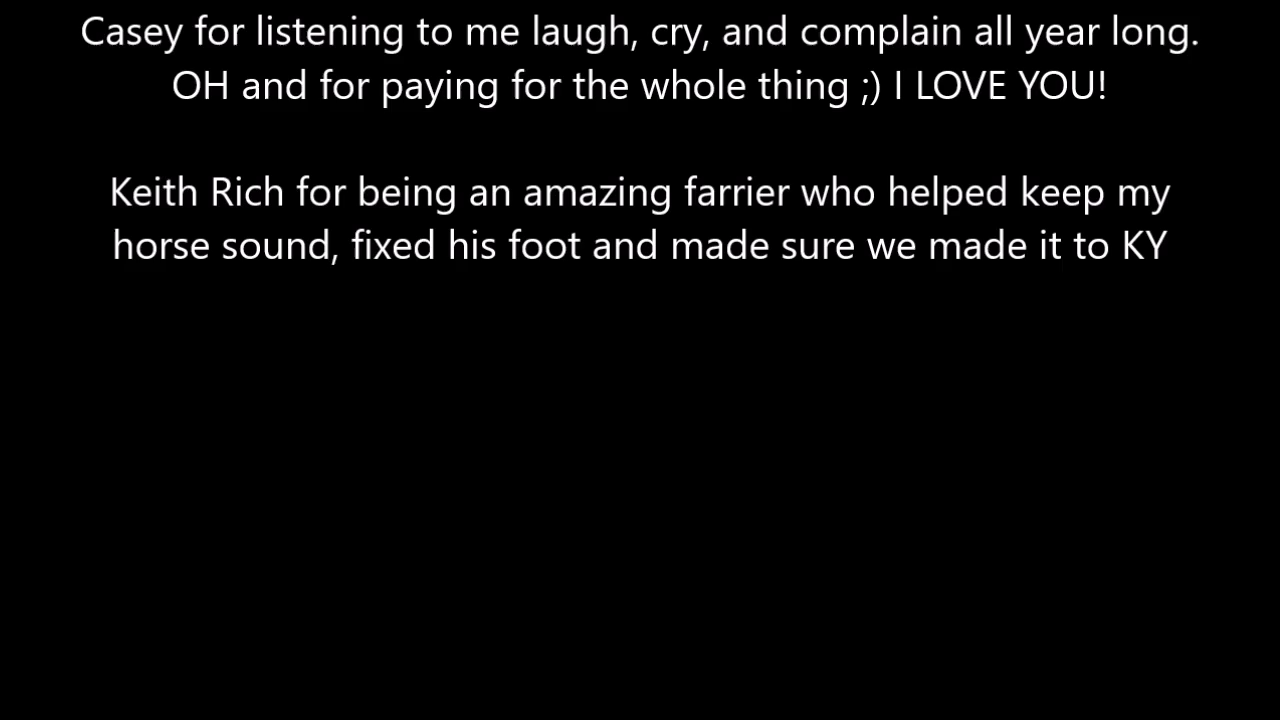 Casey for listening to me laugh, cry, and complain all year long.
OH and for paying for the whole thing ;) I LOVE YOU!
Keith Rich for being an amazing farrier who helped keep my
horse sound, fixed his foot and made sure we made it to KY